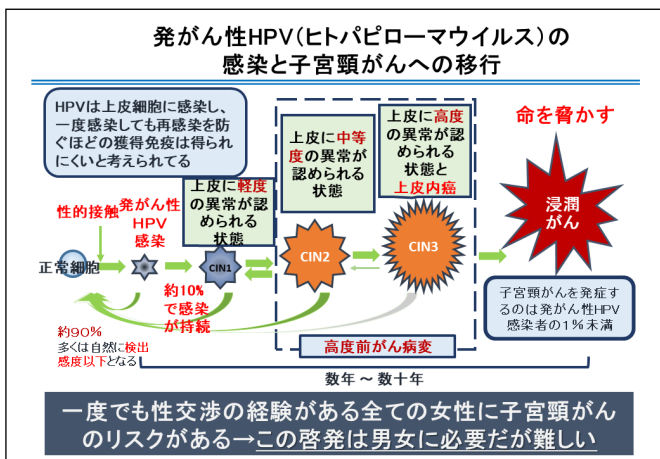 発がん性HPV(ヒトパピローマウイルス)の
感染と子宮頸がんへの移行
HPVは上皮細胞に感染し、
一度感染しても再感染を防
ぐほどの獲得免疫は得られ
にくいと考えられてる
上皮に軽度
の異常が認
められる
状態
上皮に中等
度の異常が
認められる
状態
上皮に高度
の異常が認
められる状
態と
上皮内癌
命を脅かす
性的接触
発がん性
HPV
感染
正常細胞
CIN1
CIN2
CIN3
浸潤
がん
約10%
で感染
が持続
約90%
多くは自然に検出
感度以下となる
高度前がん病変
子宮頸がんを発症す
るのは発がん性HPV
感染者の1%未満
数年 ～ 数十年
一度でも性交渉の経験がある全ての女性に子宮頸がん
のリスクがある→この啓発は男女に必要だが難しい